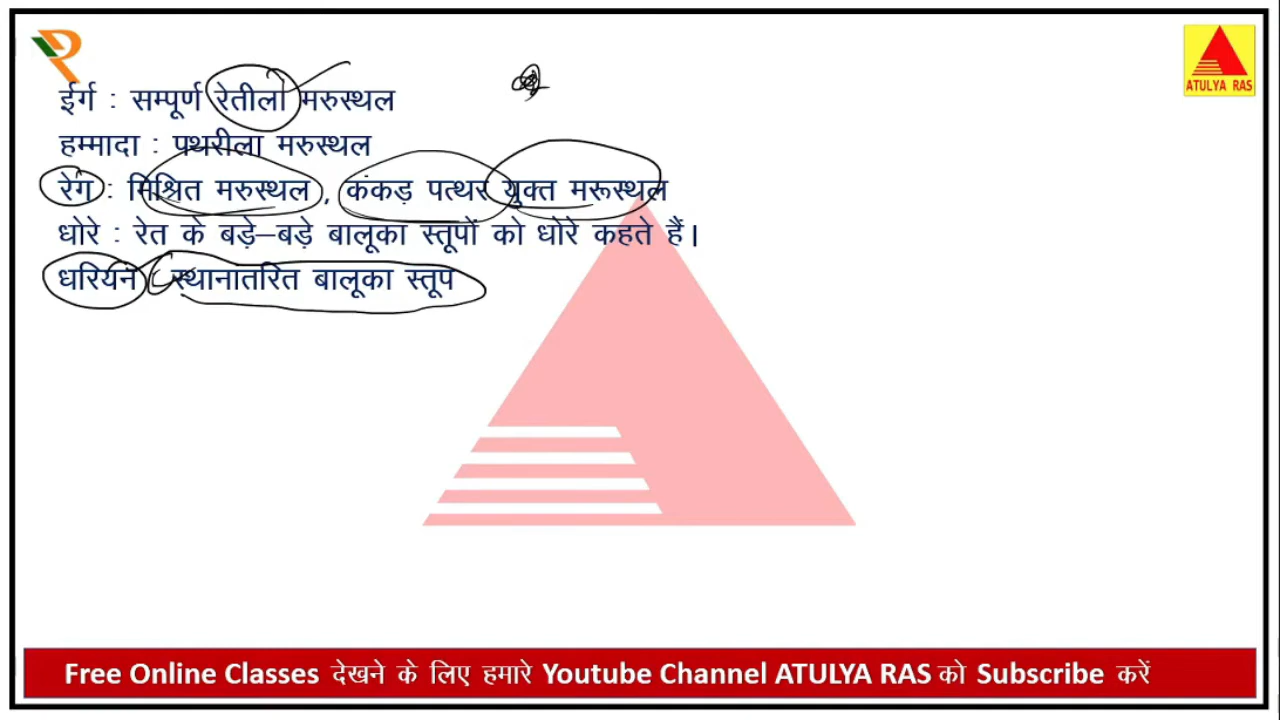 ATULYA RAS
ईर्ग : सम्पूर्ण रेतीला मरुस्थल
हम्मादा : पथरीला मरुस्थल
रेग : मिश्रित मरुस्थल , कंकड़ पत्थर युक्त मरूस्थल
धोरे : रेत के बड़े–बड़े बालूका स्तूपों को धोरे कहते हैं।
धरियन : स्थानातरित बालूका स्तूप
Free Online Classes देखने के लिए हमारे Youtube Channel ATULYA RAS को Subscribe करें